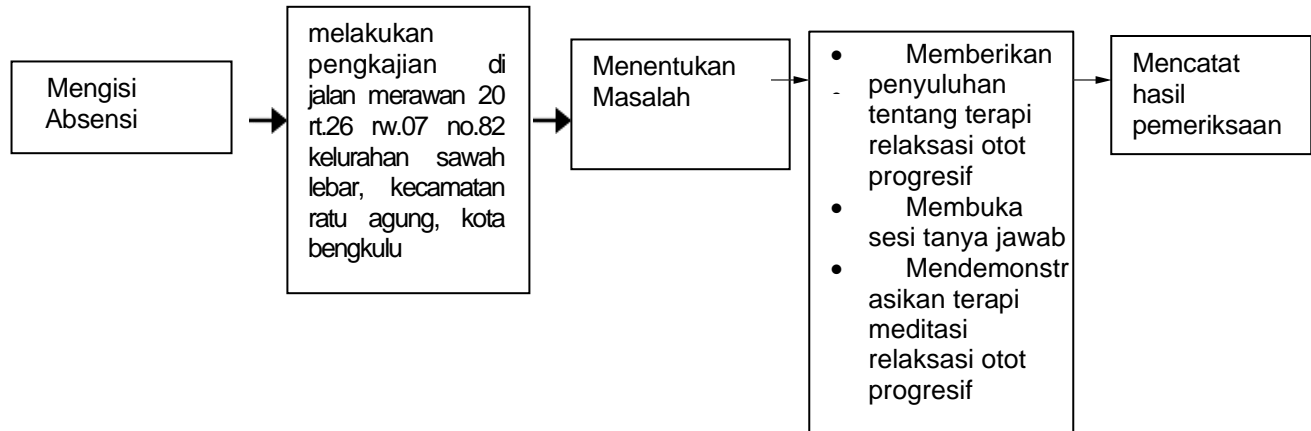 Mengisi
Absensi
melakukan
pengkajian di
jalan merawan 20
rt.26 rw.07 no.82
kelurahan sawah
lebar, kecamatan
ratu agung, kota
bengkulu
Menentukan
Masalah
• Memberikan
penyuluhan
tentang terapi
relaksasi otot
progresif
• Membuka
sesi tanya jawab
• Mendemonstr
asikan terapi
meditasi
relaksasi otot
progresif
Mencatat
hasil
pemeriksaan